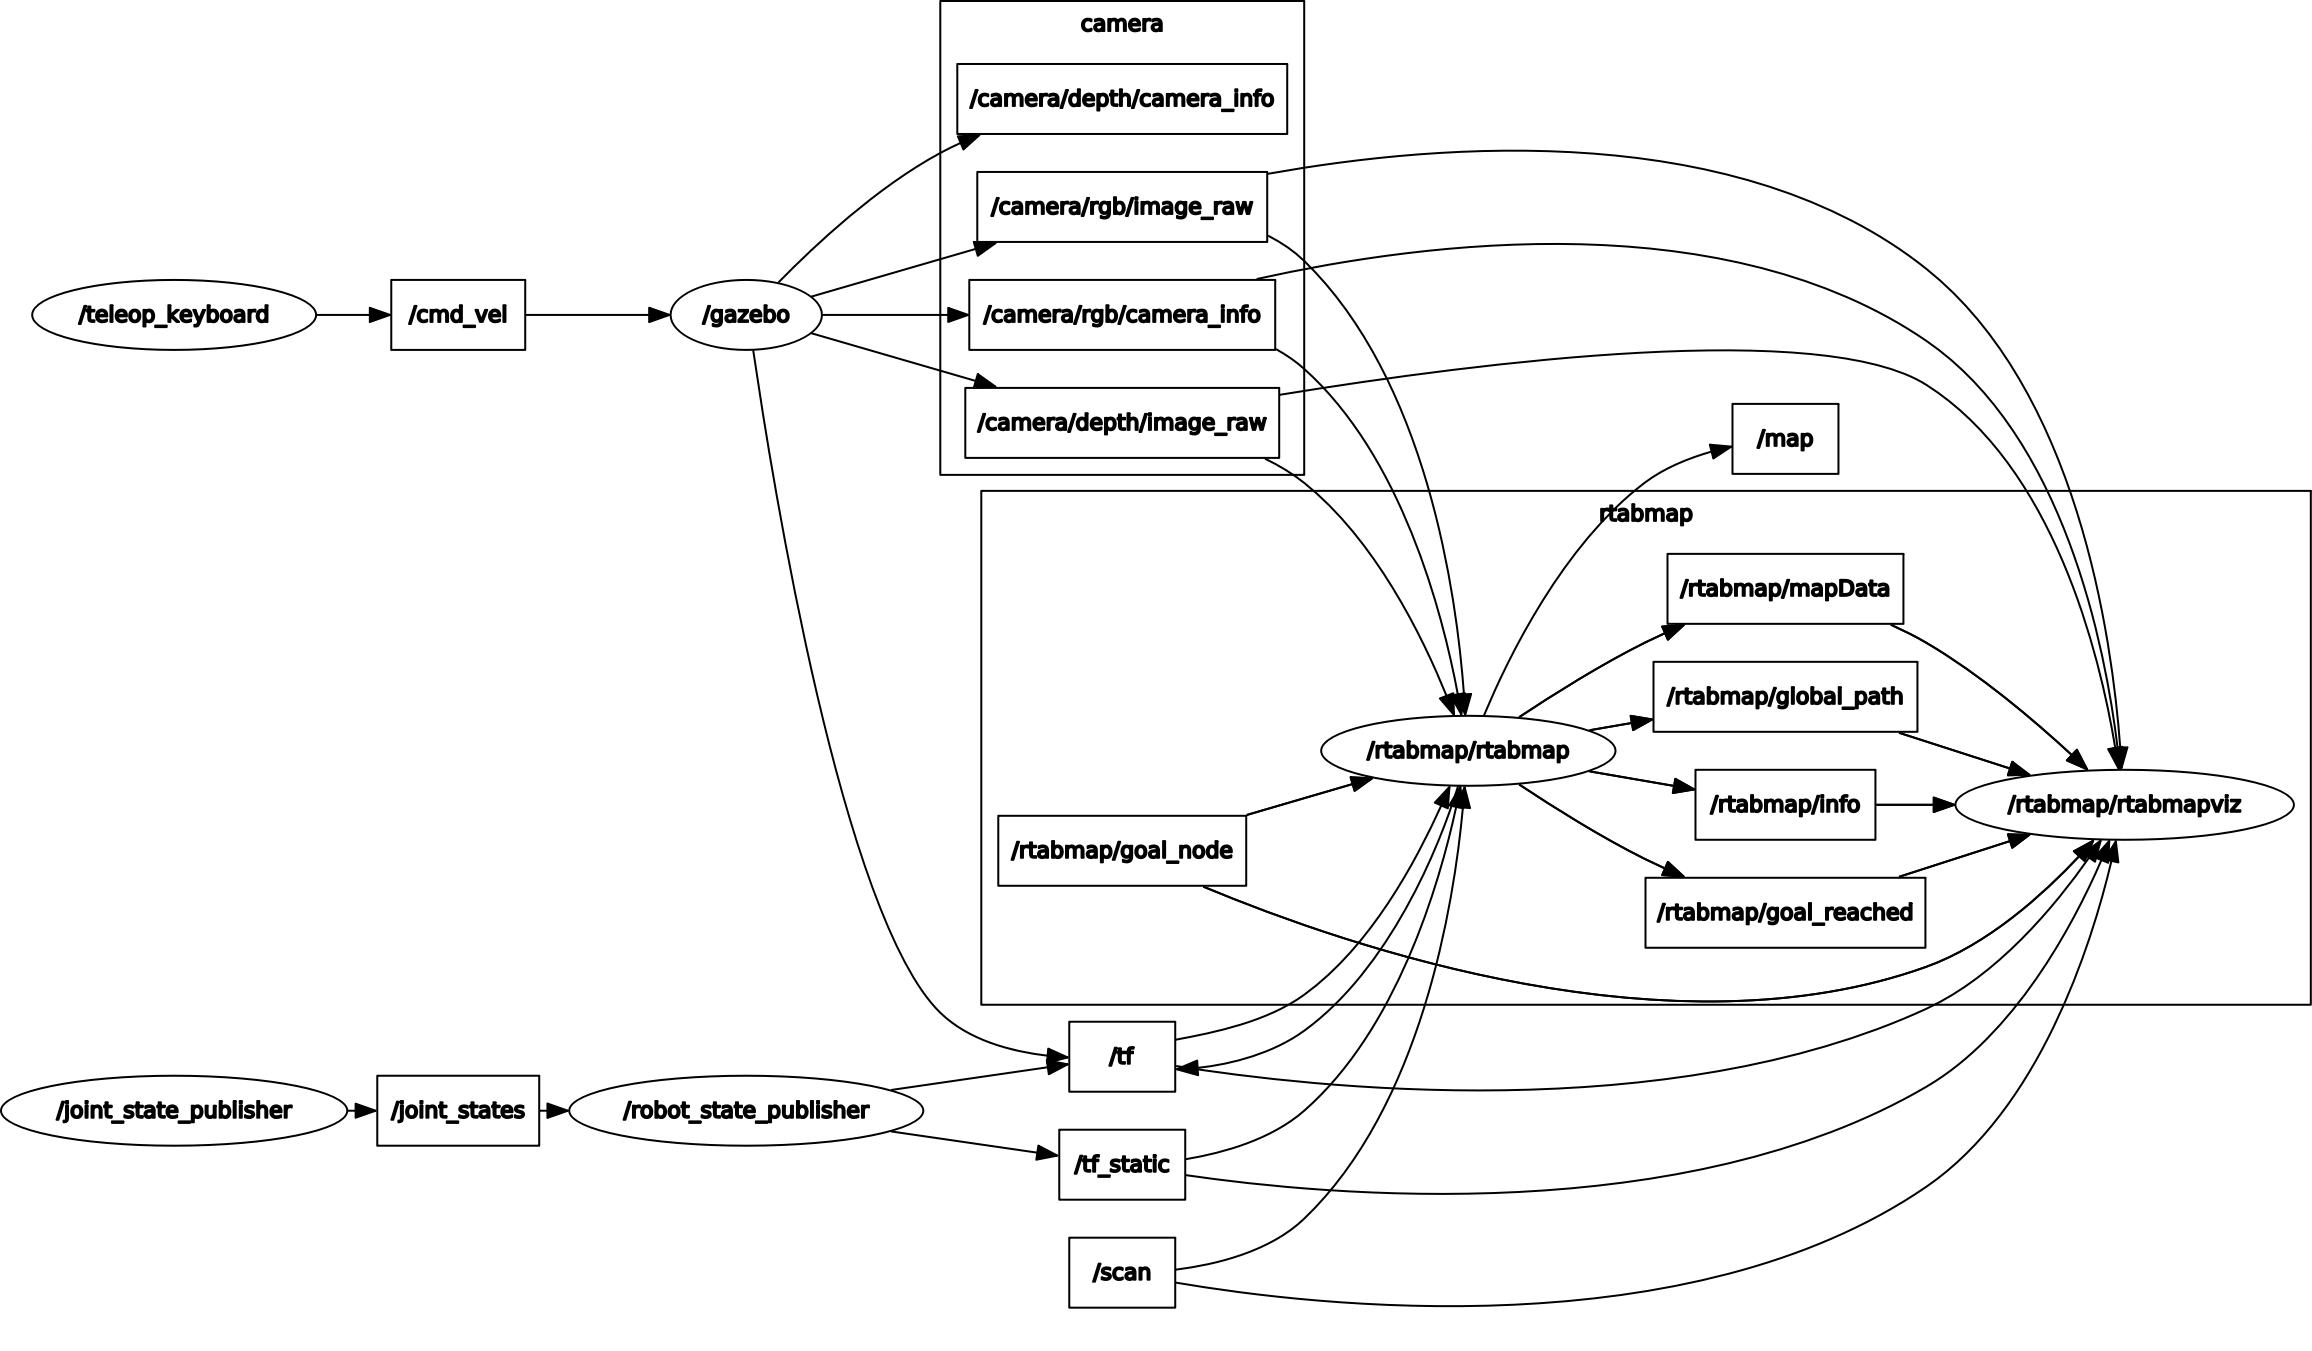 camera
/camera/depth/camera_info
/camera/rgb/image_raw
/teleop_keyboard
/cmd_vel
/gazebo
/camera/rgb/camera_info
/camera/depth/image_raw
/map
rtabmap
/rtabmap/mapData
/rtabmap/global_path
/rtabmap/rtabmap
/rtabmap/info
/rtabmap/rtabmapviz
/rtabmap/goal_node
/rtabmap/goal_reached
/tf
/joint_state_publisher
/joint_states
/robot_state_publisher
/tf_static
/scan